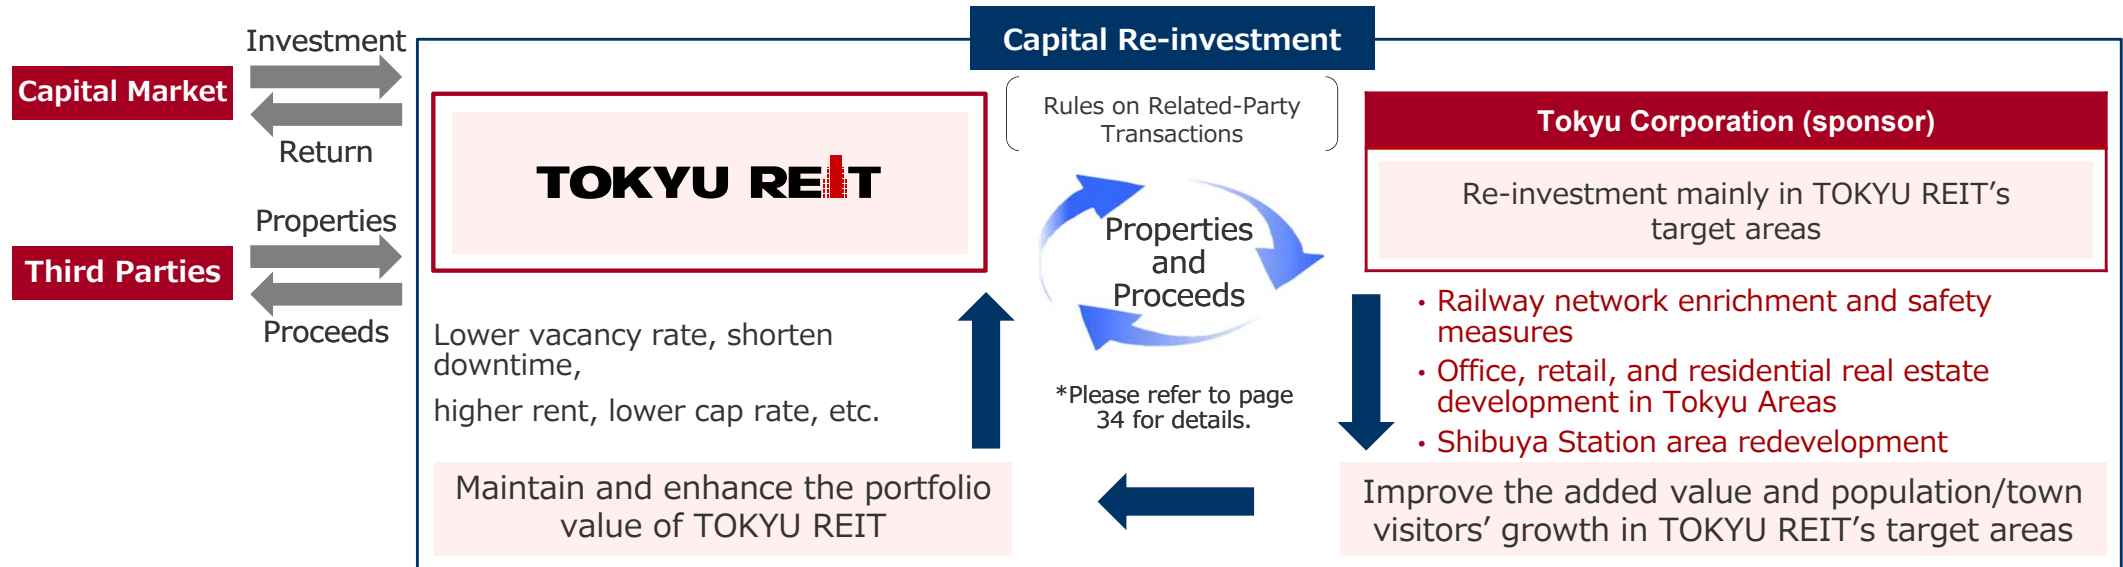 Capital Re-investment
Investment
Capital Market
Return
Properties
Third Parties
Proceeds
TOKYU REIT
Rules on Related-Party
Transactions
Properties
and
Proceeds
*Please refer to page
34 for details.
Tokyu Corporation (sponsor)
Re-investment mainly in TOKYU REIT’s
target areas
• Railway network enrichment and safety
measures
• Office, retail, and residential real estate
development in Tokyu Areas
• Shibuya Station area redevelopment
Improve the added value and population/town
visitors’ growth in TOKYU REIT’s target areas
Lower vacancy rate, shorten
downtime,
higher rent, lower cap rate, etc.
Maintain and enhance the portfolio
value of TOKYU REIT